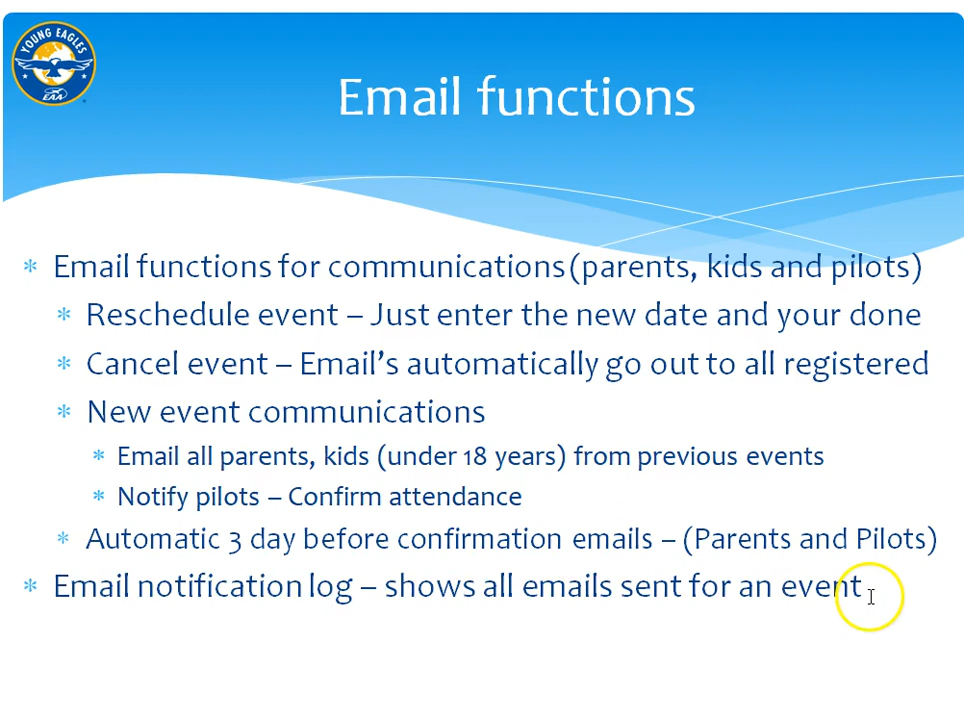 YOUNG EAGLES
EAA
Email functions
* Email functions for communications(parents, kids and pilots)
* Reschedule event – Just enter the new date and your done
* Cancel event – Email’s automatically go out to all registered
* New event communications
* Email all parents, kids (under 18 years) from previous events
* Notify pilots – Confirm attendance
* Automatic 3 day before confirmation emails – (Parents and Pilots)
* Email notification log – shows all emails sent for an event